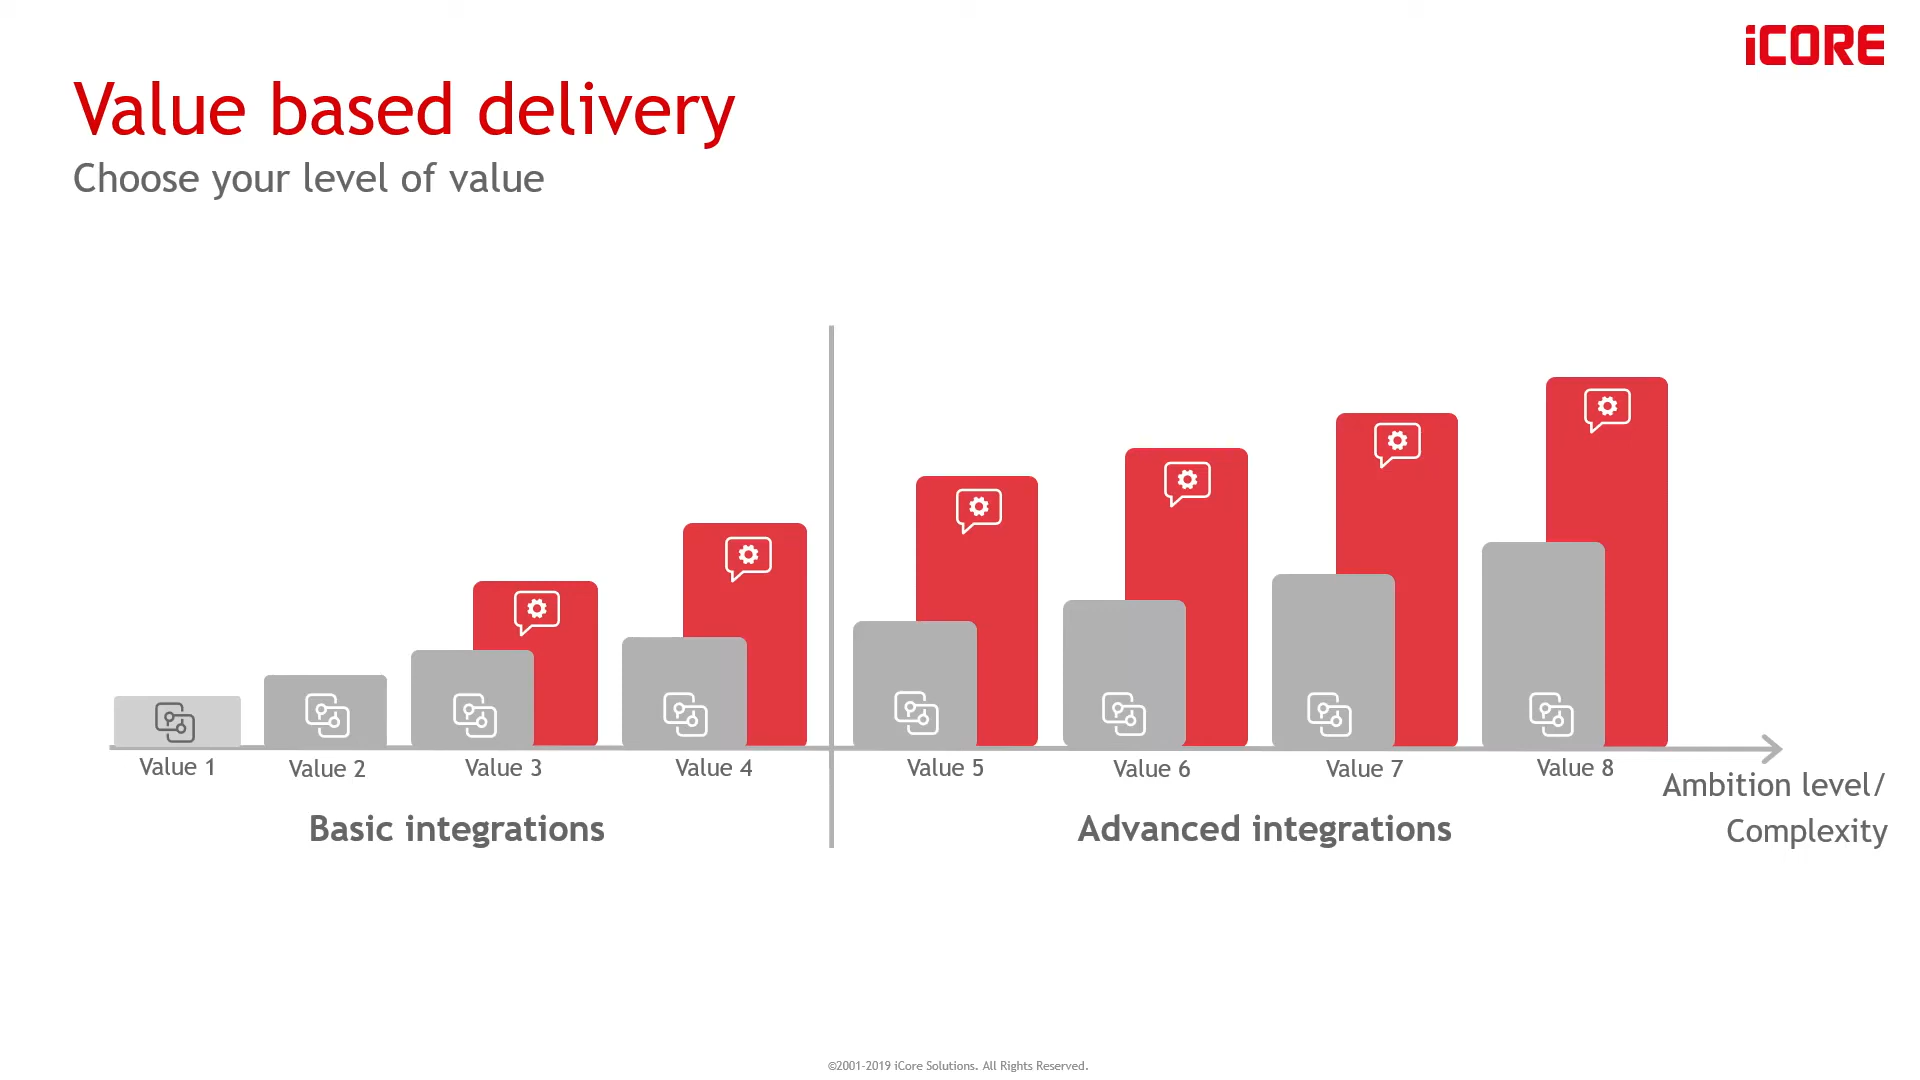 iCORE
Value based delivery
Choose your level of value
Value 1
Value 2
Value 3
Value 4
Value 5
Value 6
Value 7
Value 8
Ambition level/
Complexity
Basic integrations
Advanced integrations
©2001-2019 iCore Solutions. All Rights Reserved.